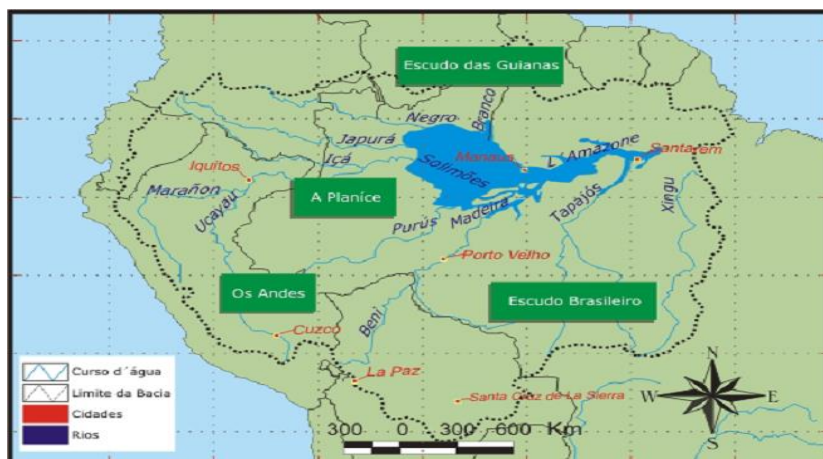 Escudo das Guianas
Negro
Branco
Japurá
L´Amazone
Santarem
Manaus
Içá
Solimões
Iquitos
Marañon
Ucayau
A Planíce
Purús
Madeira
Tapajós
Xingu
Porto Velho
Os Andes
Escudo Brasileiro
Beni
Cuzco
La Paz
Santa Cruz de La Sierra
Curso d´água
Limite da Bacia
Cidades
Rios
N
W
E
S
300 0 300 600 Km